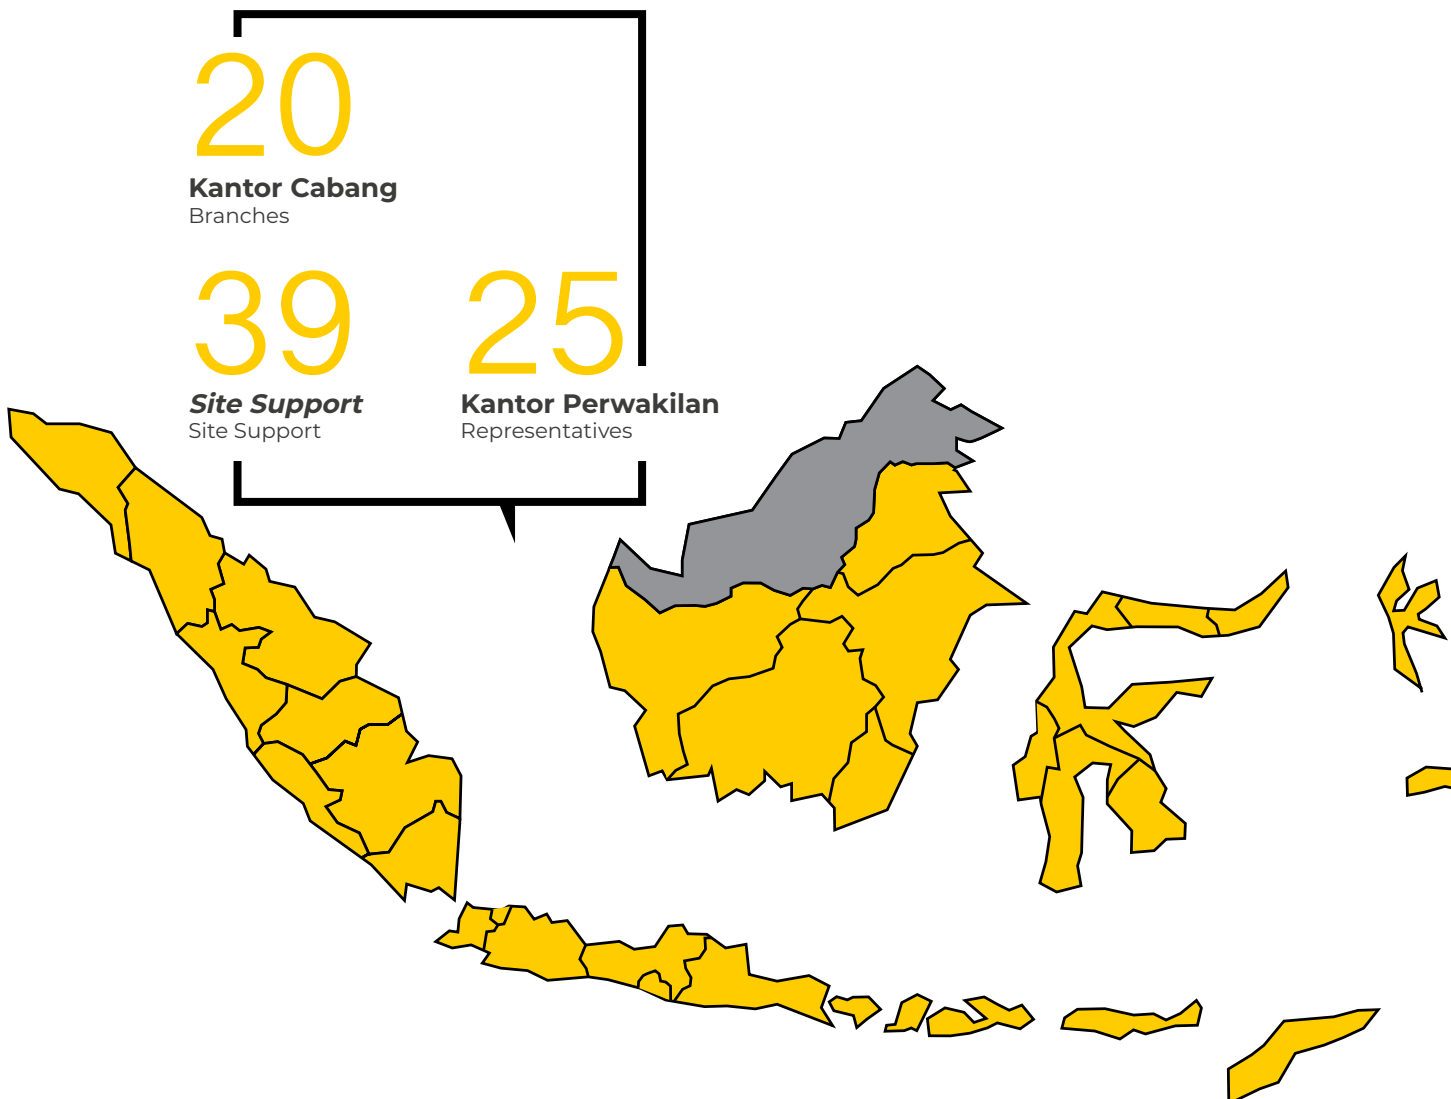 20
Kantor Cabang
Branches
39
Site Support
Site Support
25
Kantor Perwakilan
Representatives